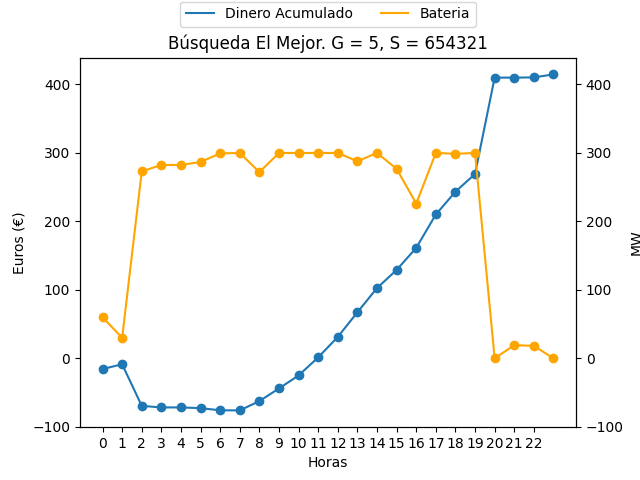 Dinero Acumulado Bateria
Búsqueda El Mejor. G = 5, S = 654321
400
300
200
100
0
−100
Euros (€)
400
300
200
100
0
−100
MW
0 1 2 3 4 5 6 7 8 9 10 11 12 13 14 15 16 17 18 19 20 21 22
Horas